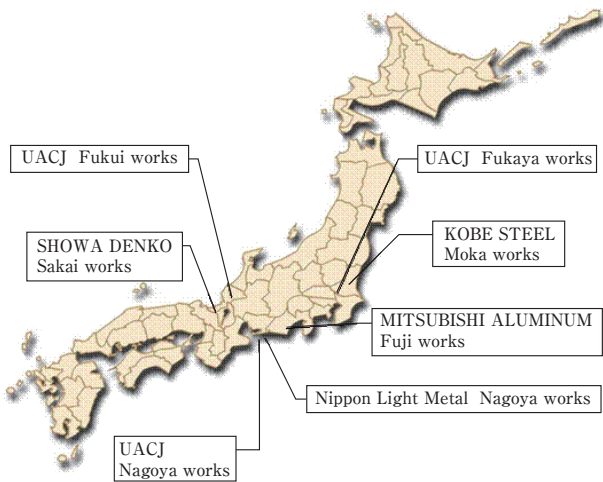 UACJ Fukui works
UACJ Fukaya works
SHOWA DENKO
Sakai works
KOBE STEEL
Moka works
MITSUBISHI ALUMINUM
Fuji works
Nippon Light Metal Nagoya works
UACJ
Nagoya works